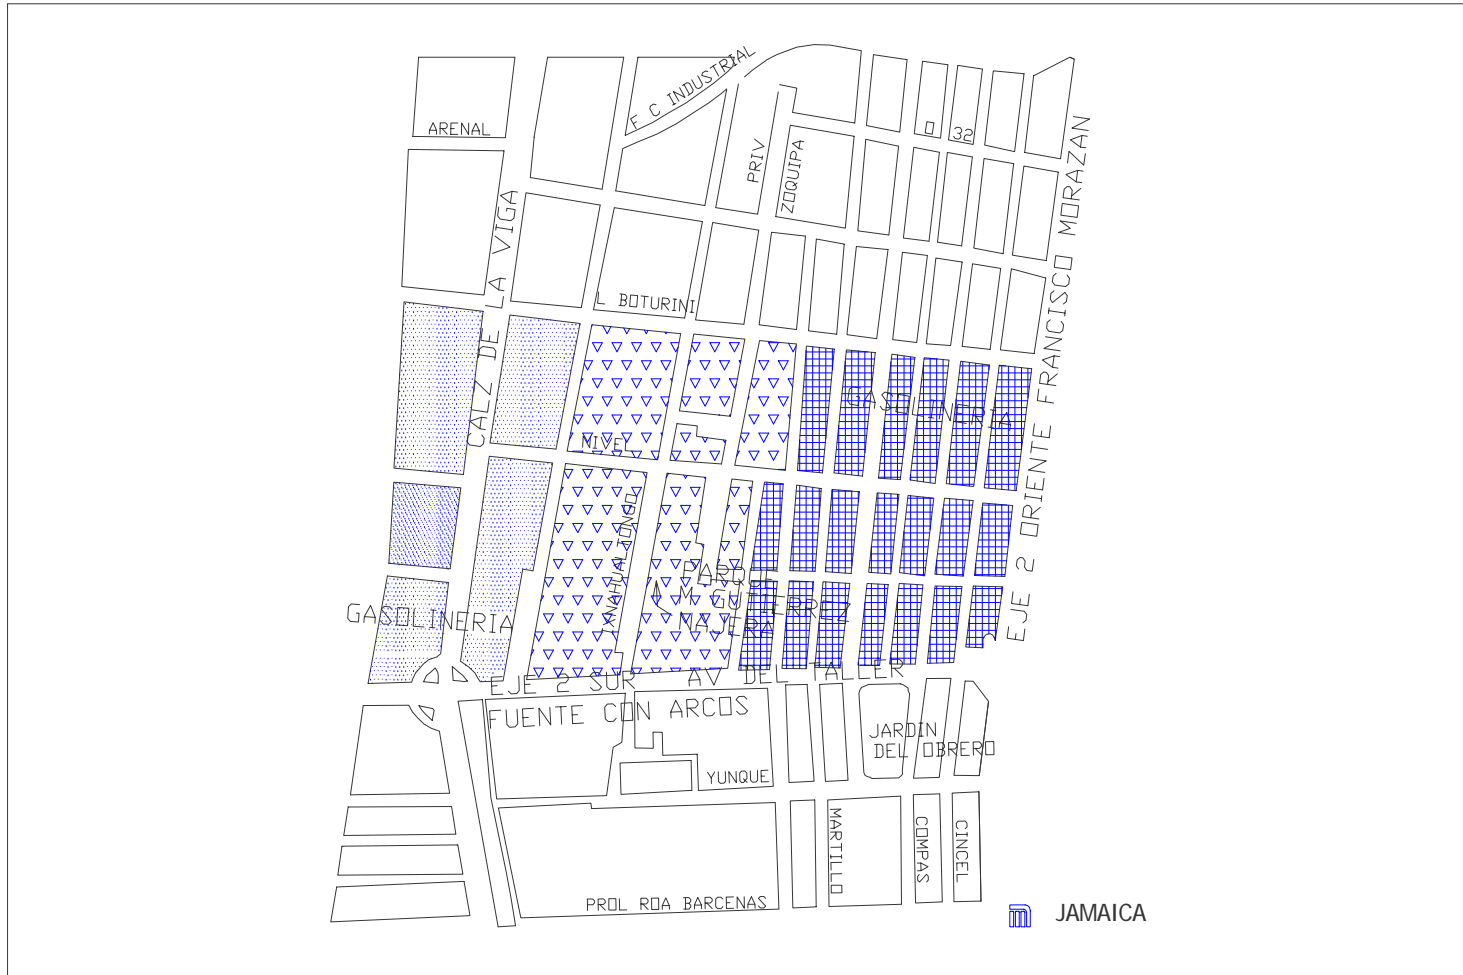 F C INDUSTRIAL
ARENAL
32
PRIV
ZOQUIPA
CALZ DE LA VIGA
EJE 2 ORIENTE FRANCISCO MORAZAN
L BOTURINI
GASOLINERIA
NIVEL
IXNAHUALTONGO
PARQUE
M. GUTIERREZ
NAJERA
GASOLINERIA
EJE 2 SUR AV DEL TALLER
FUENTE CON ARCOS
JARDIN
DEL OBRERO
YUNQUE
MARTILLO
COMPAS
CINCEL
PROL ROA BARCENAS
JAMAICA